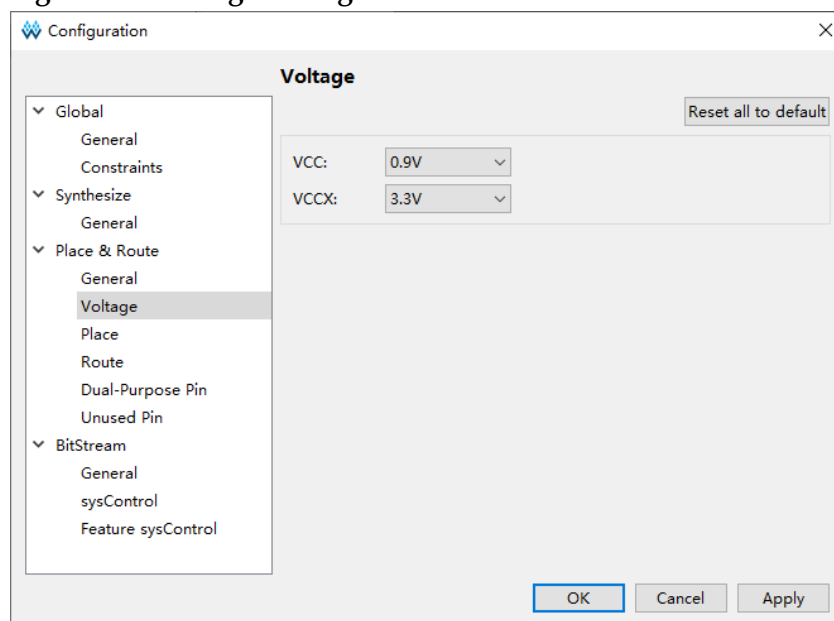 Configuration
Voltage
Reset all to default
Global
General
Constraints
Synthesize
General
Place & Route
General
Voltage
Place
Route
Dual-Purpose Pin
Unused Pin
BitStream
General
sysControl
Feature sysControl
VCC: 0.9V
VCCX: 3.3V
OK Cancel Apply